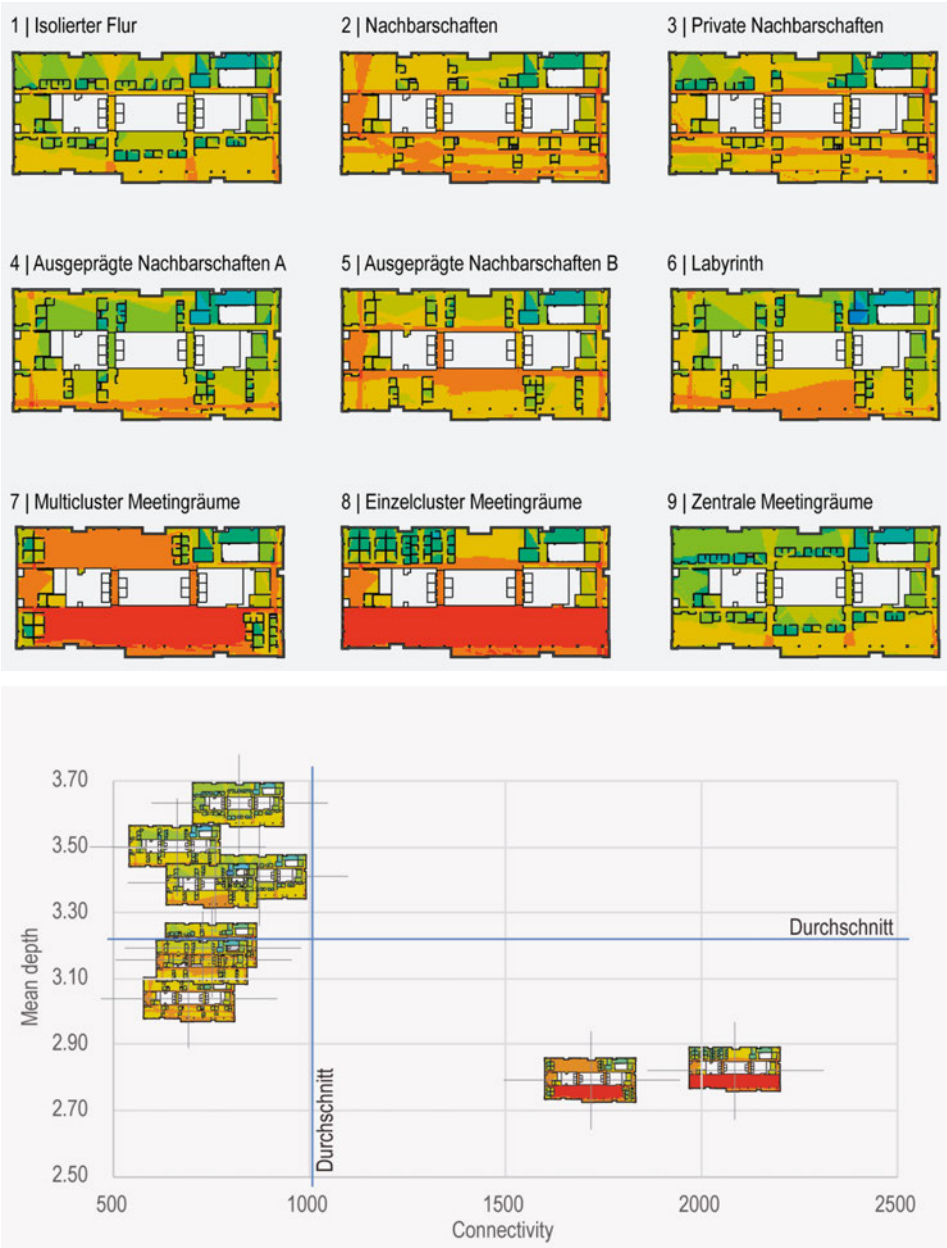 1 | Isolierter Flur
2 | Nachbarschaften
3 | Private Nachbarschaften
4 | Ausgeprägte Nachbarschaften A
5 | Ausgeprägte Nachbarschaften B
6 | Labyrinth
7 | Multicluster Meetingräume
8 | Einzelcluster Meetingräume
9 | Zentrale Meetingräume
3.70
3.50
3.30
3.10
2.90
2.70
2.50
Mean depth
Durchschnitt
Durchschnitt
500
1000
1500
2000
2500
Connectivity